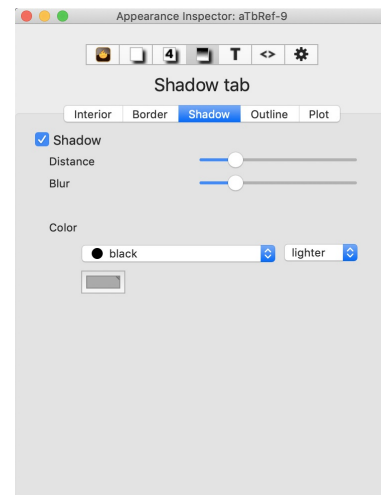 Appearance Inspector: aTbRef-9
4 T <>
Shadow tab
Interior Border Shadow Outline Plot
Shadow
Distance
Blur
Color
black lighter